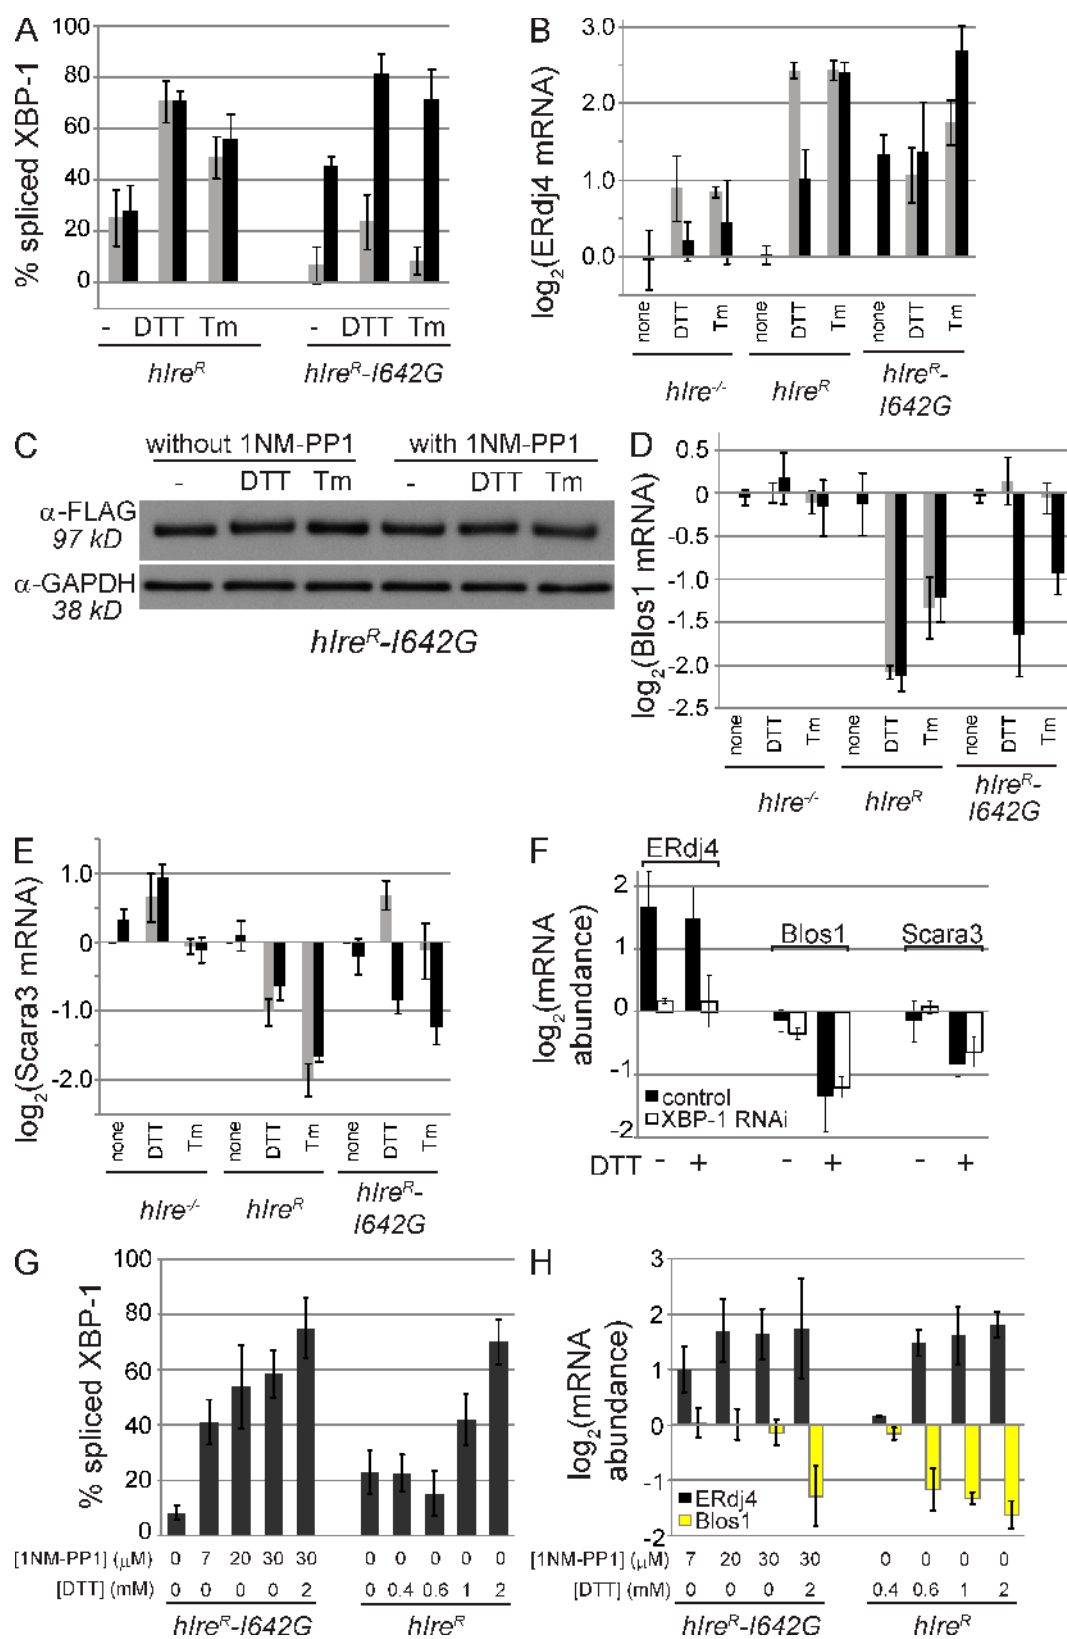 A
% spliced XBP-1
100
80
60
40
20
0
- DTT Tm - DTT Tm
hIre^R hIre^R-I642G
B
log2(ERdj4 mRNA)
3.0
2.0
1.0
0.0
none DTT Tm none DTT Tm none DTT Tm
hIre-/- hIre^R hIre^R-
I642G
C
without 1NM-PP1 with 1NM-PP1
- DTT Tm - DTT Tm
α-FLAG
97 kD
α-GAPDH
38 kD
hIre^R-I642G
D
log2(Blos1 mRNA)
0.5
0
-0.5
-1.0
-1.5
-2.0
-2.5
none DTT Tm none DTT Tm none DTT Tm
hIre-/- hIre^R hIre^R-
I642G
E
log2(Scara3 mRNA)
1.0
0
-1.0
-2.0
none DTT Tm none DTT Tm none DTT Tm
hIre-/- hIre^R hIre^R-
I642G
F
log2(mRNA
abundance)
ERdj4
Blos1 Scara3
2
1
0
-1
-2
control
XBP-1 RNAi
DTT - + - + - +
G
% spliced XBP-1
100
80
60
40
20
0
[1NM-PP1] (μM) 0 7 20 30 30 0 0 0 0 0
[DTT] (mM) 0 0 0 0 2 0 0.4 0.6 1 2
hIre^R-I642G hIre^R
H
log2(mRNA
abundance)
3
2
1
0
-1
-2
ERdj4
Blos1
[1NM-PP1] (μM) 7 20 30 30 0 0 0 0
[DTT] (mM) 0 0 0 2 0.4 0.6 1 2
hIre^R-I642G hIre^R